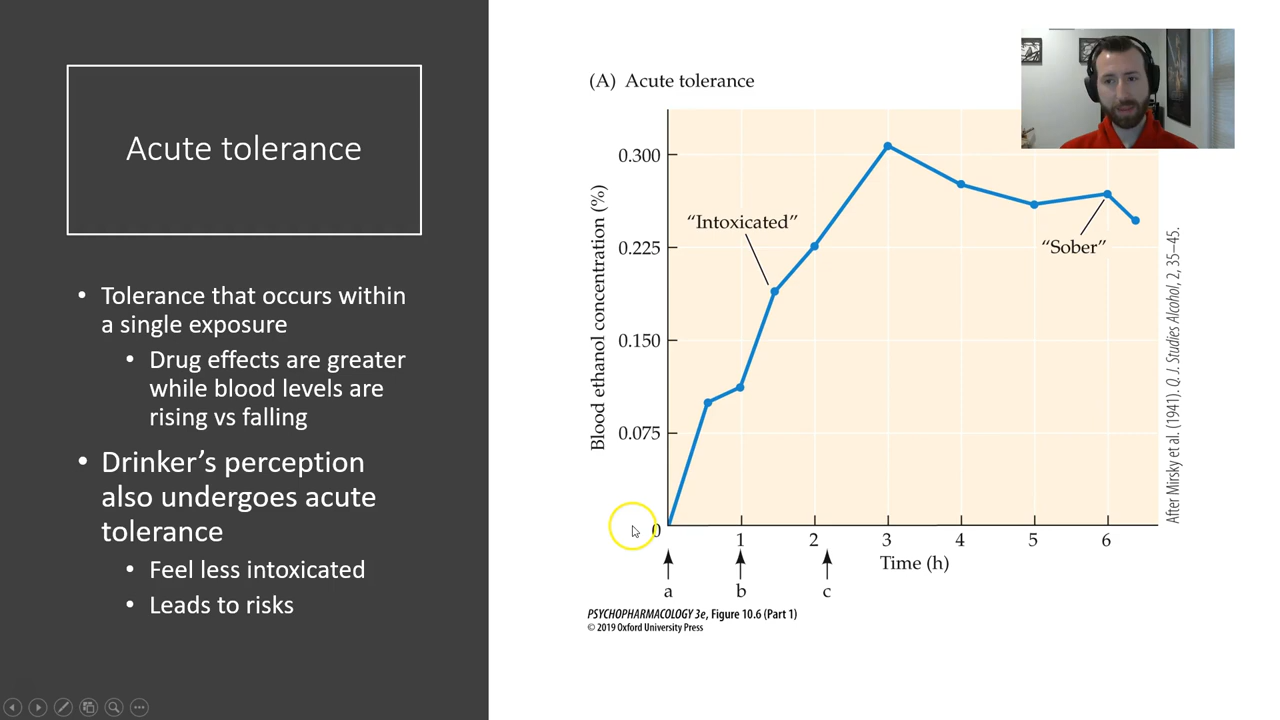 Acute tolerance
• Tolerance that occurs within
a single exposure
• Drug effects are greater
while blood levels are
rising vs falling
• Drinker’s perception
also undergoes acute
tolerance
• Feel less intoxicated
• Leads to risks
(A) Acute tolerance
Blood ethanol concentration (%)
0.300
0.225
0.150
0.075
0
“Intoxicated”
“Sober”
1 2 3 4 5 6
Time (h)
a b c
After Mirsky et al. (1941). Q. J. Studies Alcohol, 2, 35–45.
PSYCHOPHARMACOLOGY 3e, Figure 10.6 (Part 1)
© 2019 Oxford University Press